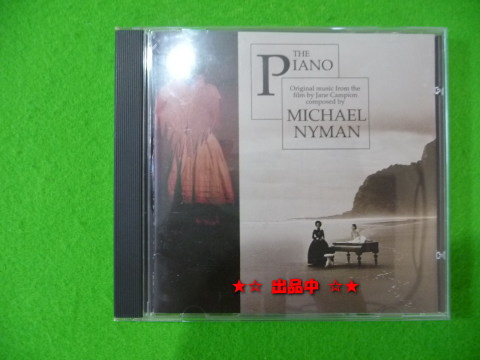 THE
PIANO
Original music from the
film by Jane Campion
composed by
MICHAEL
NYMAN
★☆ 出品中 ☆★